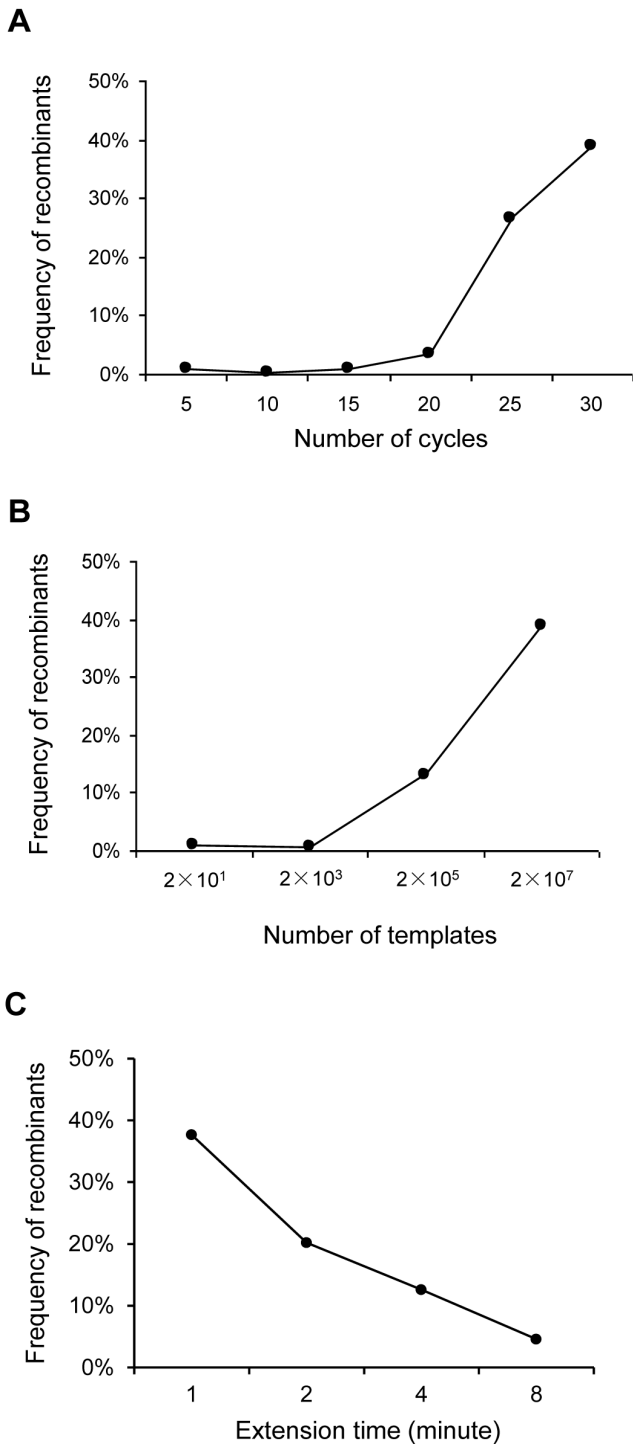 A
Frequency of recombinants
50%
40%
30%
20%
10%
0%
5 10 15 20 25 30
Number of cycles
B
Frequency of recombinants
50%
40%
30%
20%
10%
0%
2×10¹ 2×10³ 2×10⁵ 2×10⁷
Number of templates
C
Frequency of recombinants
50%
40%
30%
20%
10%
0%
1 2 4 8
Extension time (minute)